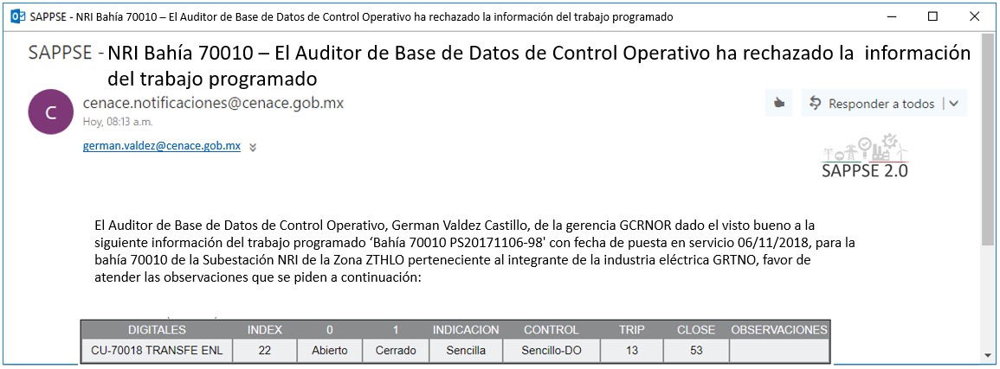 SAPPSE - NRI Bahía 70010 – El Auditor de Base de Datos de Control Operativo ha rechazado la información del trabajo programado
SAPPSE - NRI Bahía 70010 – El Auditor de Base de Datos de Control Operativo ha rechazado la información
del trabajo programado
C
cenace.notificaciones@cenace.gob.mx
Hoy, 08:13 a.m.
Responder a todos
german.valdez@cenace.gob.mx
SAPPSE 2.0
El Auditor de Base de Datos de Control Operativo, German Valdez Castillo, de la gerencia GCRNOR dado el visto bueno a la
siguiente información del trabajo programado ‘Bahía 70010 PS20171106-98' con fecha de puesta en servicio 06/11/2018, para la
bahía 70010 de la Subestación NRI de la Zona ZTHLO perteneciente al integrante de la industria eléctrica GRTNO, favor de
atender las observaciones que se piden a continuación:
DIGITALES INDEX 0 1 INDICACION CONTROL TRIP CLOSE OBSERVACIONES
CU-70018 TRANSFE ENL 22 Abierto Cerrado Sencilla Sencillo-DO 13 53